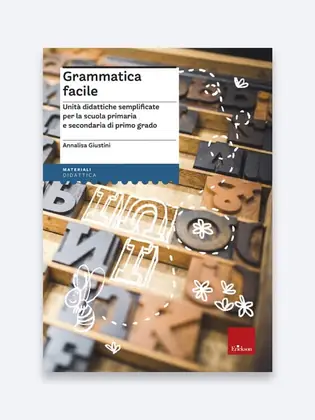 Grammatica
facile
Unità didattiche semplificate
per la scuola primaria
e secondaria di primo grado
Annalisa Giustini
MATERIALI
DIDATTICA
Erickson